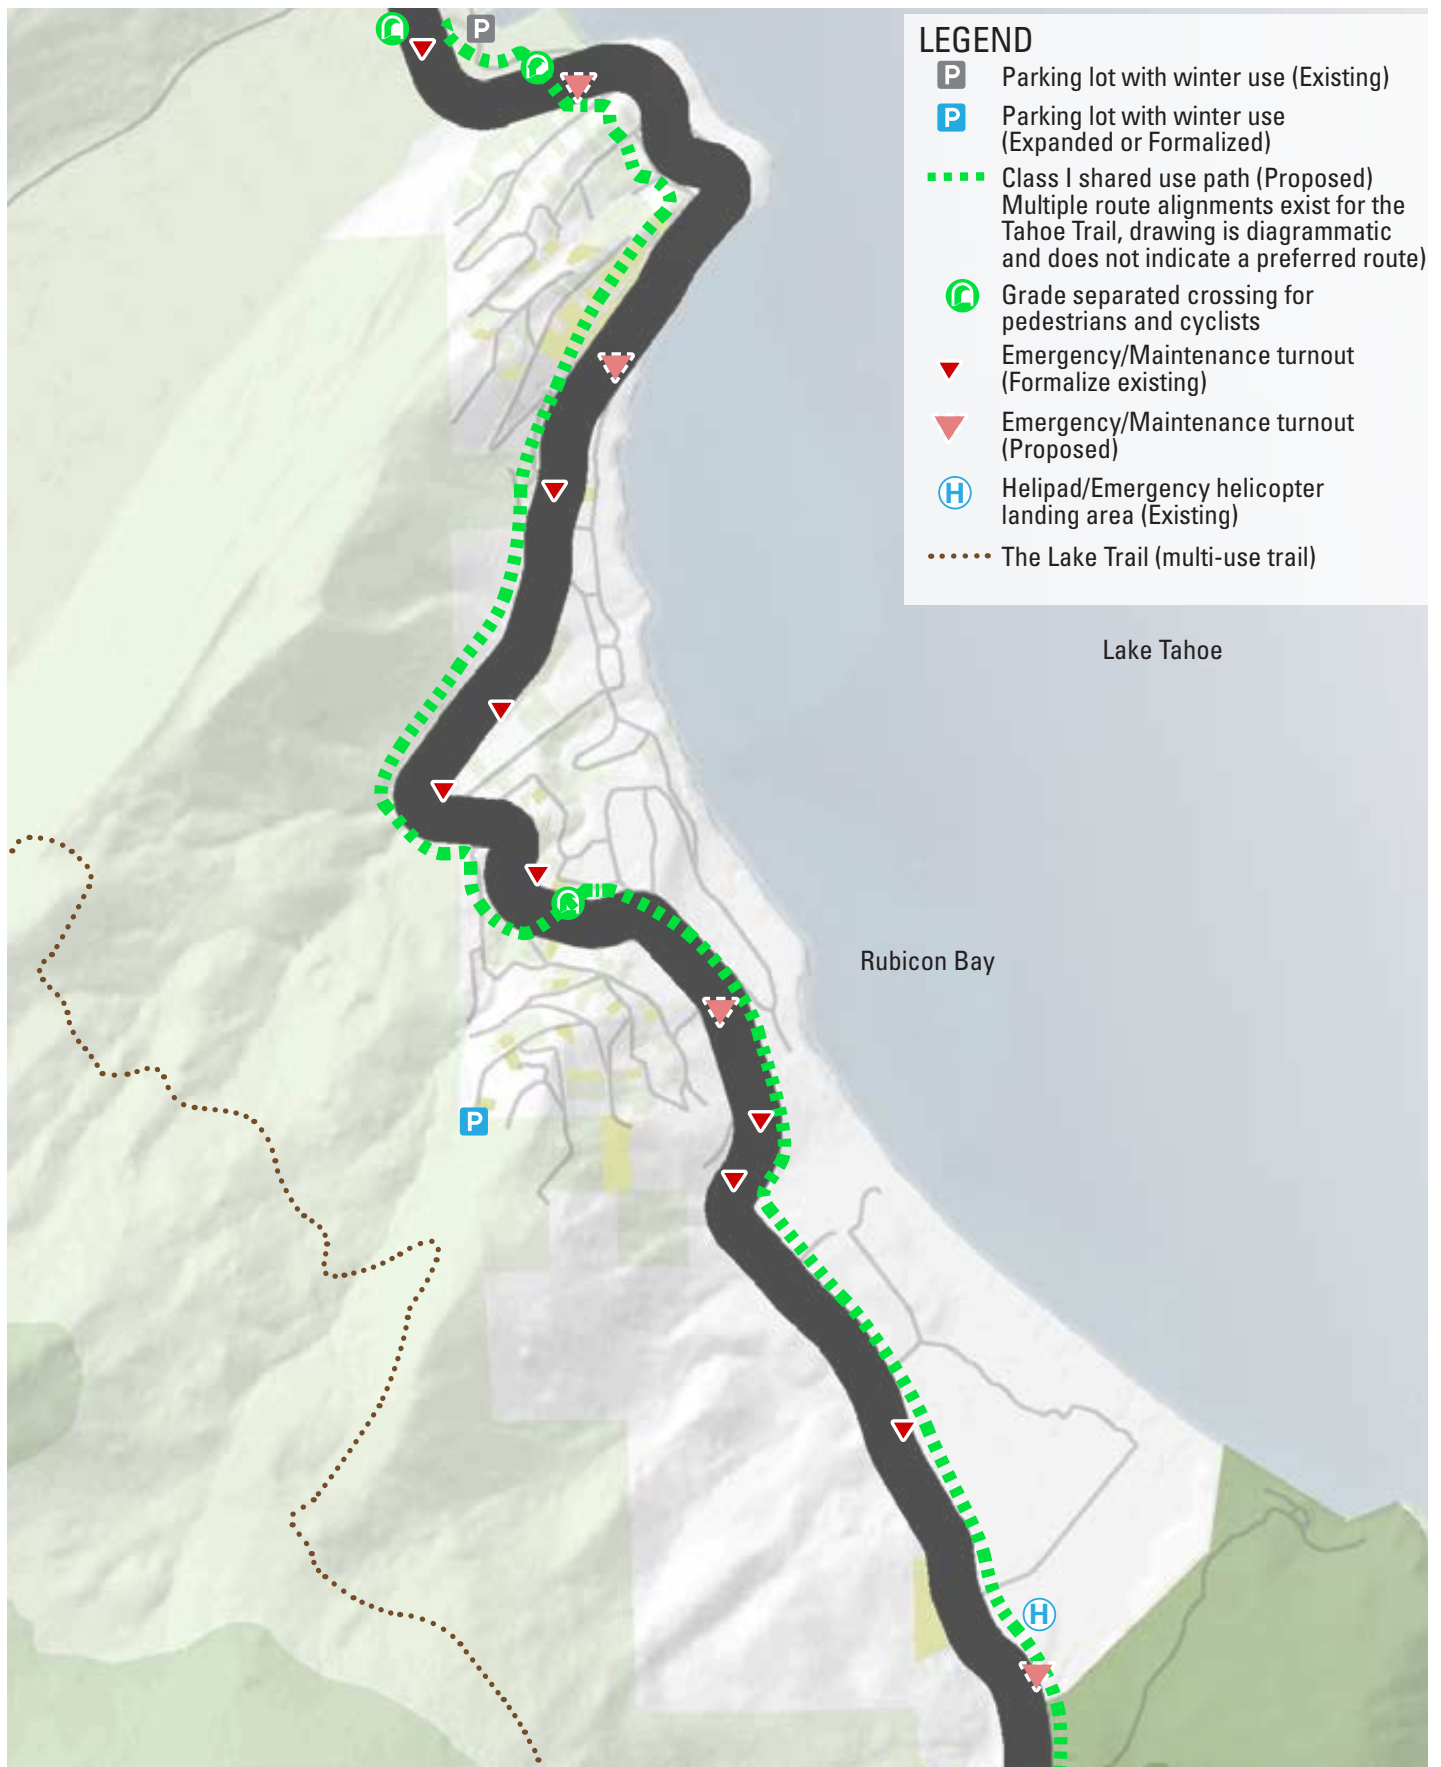 P
LEGEND
P Parking lot with winter use (Existing)
P Parking lot with winter use
(Expanded or Formalized)
Class I shared use path (Proposed)
Multiple route alignments exist for the
Tahoe Trail, drawing is diagrammatic
and does not indicate a preferred route)
Grade separated crossing for
pedestrians and cyclists
Emergency/Maintenance turnout
(Formalize existing)
Emergency/Maintenance turnout
(Proposed)
H Helipad/Emergency helicopter
landing area (Existing)
The Lake Trail (multi-use trail)
Lake Tahoe
Rubicon Bay
P
H